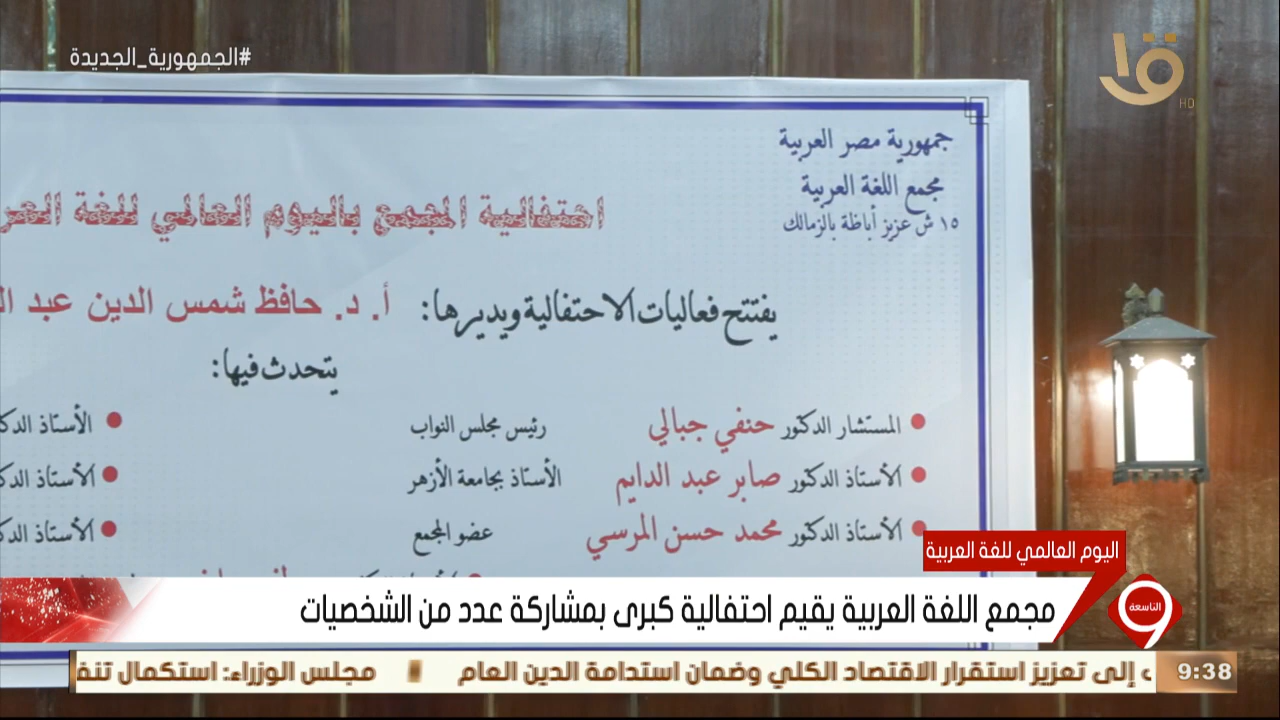 #الجمهورية_الجديدة
HD
جمهورية مصر العربية
مجمع اللغة العربية
١٥ ش عزيز أباظة بالزمالك
احتفالية المجمع باليوم العالمي للغة
يفتتح فعاليات الاحتفالية ويديرها: أ. د. حافظ شمس الدين عبد
يتحدث فيها:
• المستشار الدكتور حنفي جبالي رئيس مجلس النواب • الأستاذ
• الأستاذ الدكتور صابر عبد الدايم الأستاذ بجامعة الأزهر • الأستاذ
• الأستاذ الدكتور محمد حسن المرسي عضو المجمع • الأستاذ
اليوم العالمي للغة العربية
مجمع اللغة العربية يقيم احتفالية كبرى بمشاركة عدد من الشخصيات
التاسعة
9
9:38
إلى تعزيز استقرار الاقتصاد الكلي وضمان استدامة الدين العام مجلس الوزراء: استكمال